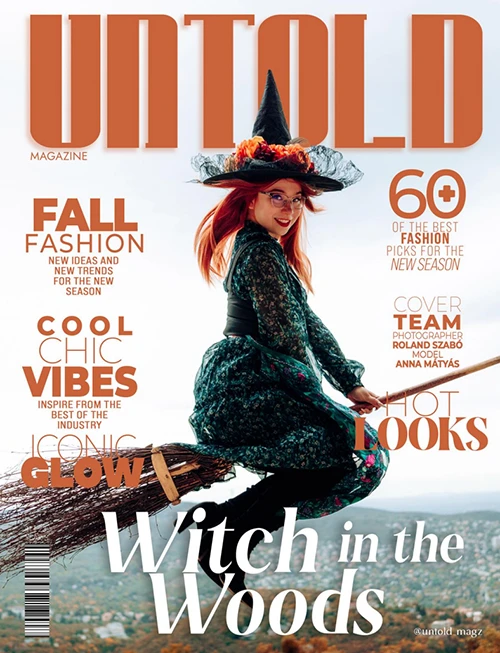 UNTOLD
MAGAZINE
FALL
FASHION
NEW IDEAS AND
NEW TRENDS
FOR THE NEW
SEASON
COOL
CHIC
VIBES
INSPIRE FROM THE
BEST OF THE
INDUSTRY
ICONIC
GLOW
60+
OF THE BEST
FASHION
PICKS FOR THE
NEW SEASON
COVER
TEAM
PHOTOGRAPHER
ROLAND SZABÓ
MODEL
ANNA MÁTYÁS
HOT
LOOKS
Witch in the
Woods
@untold_magz